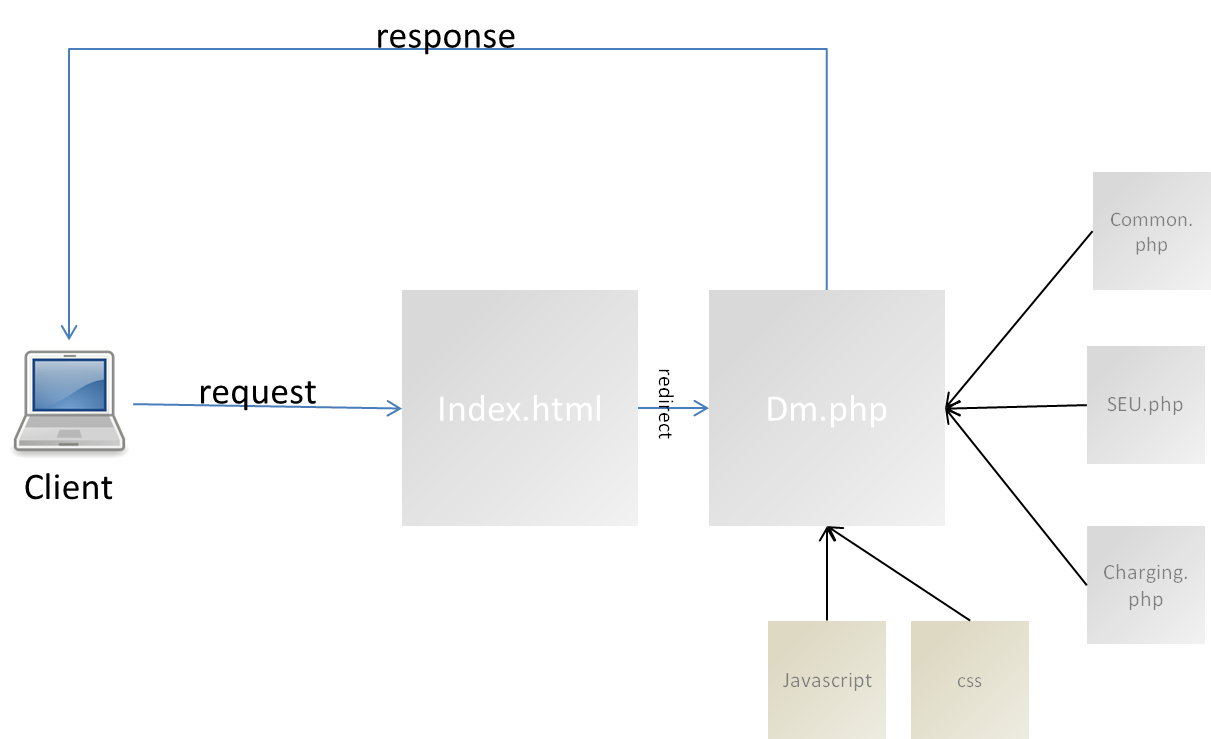 response
Common.
php
request
redirect
Index.html
Dm.php
SEU.php
Client
Charging.
php
Javascript
css